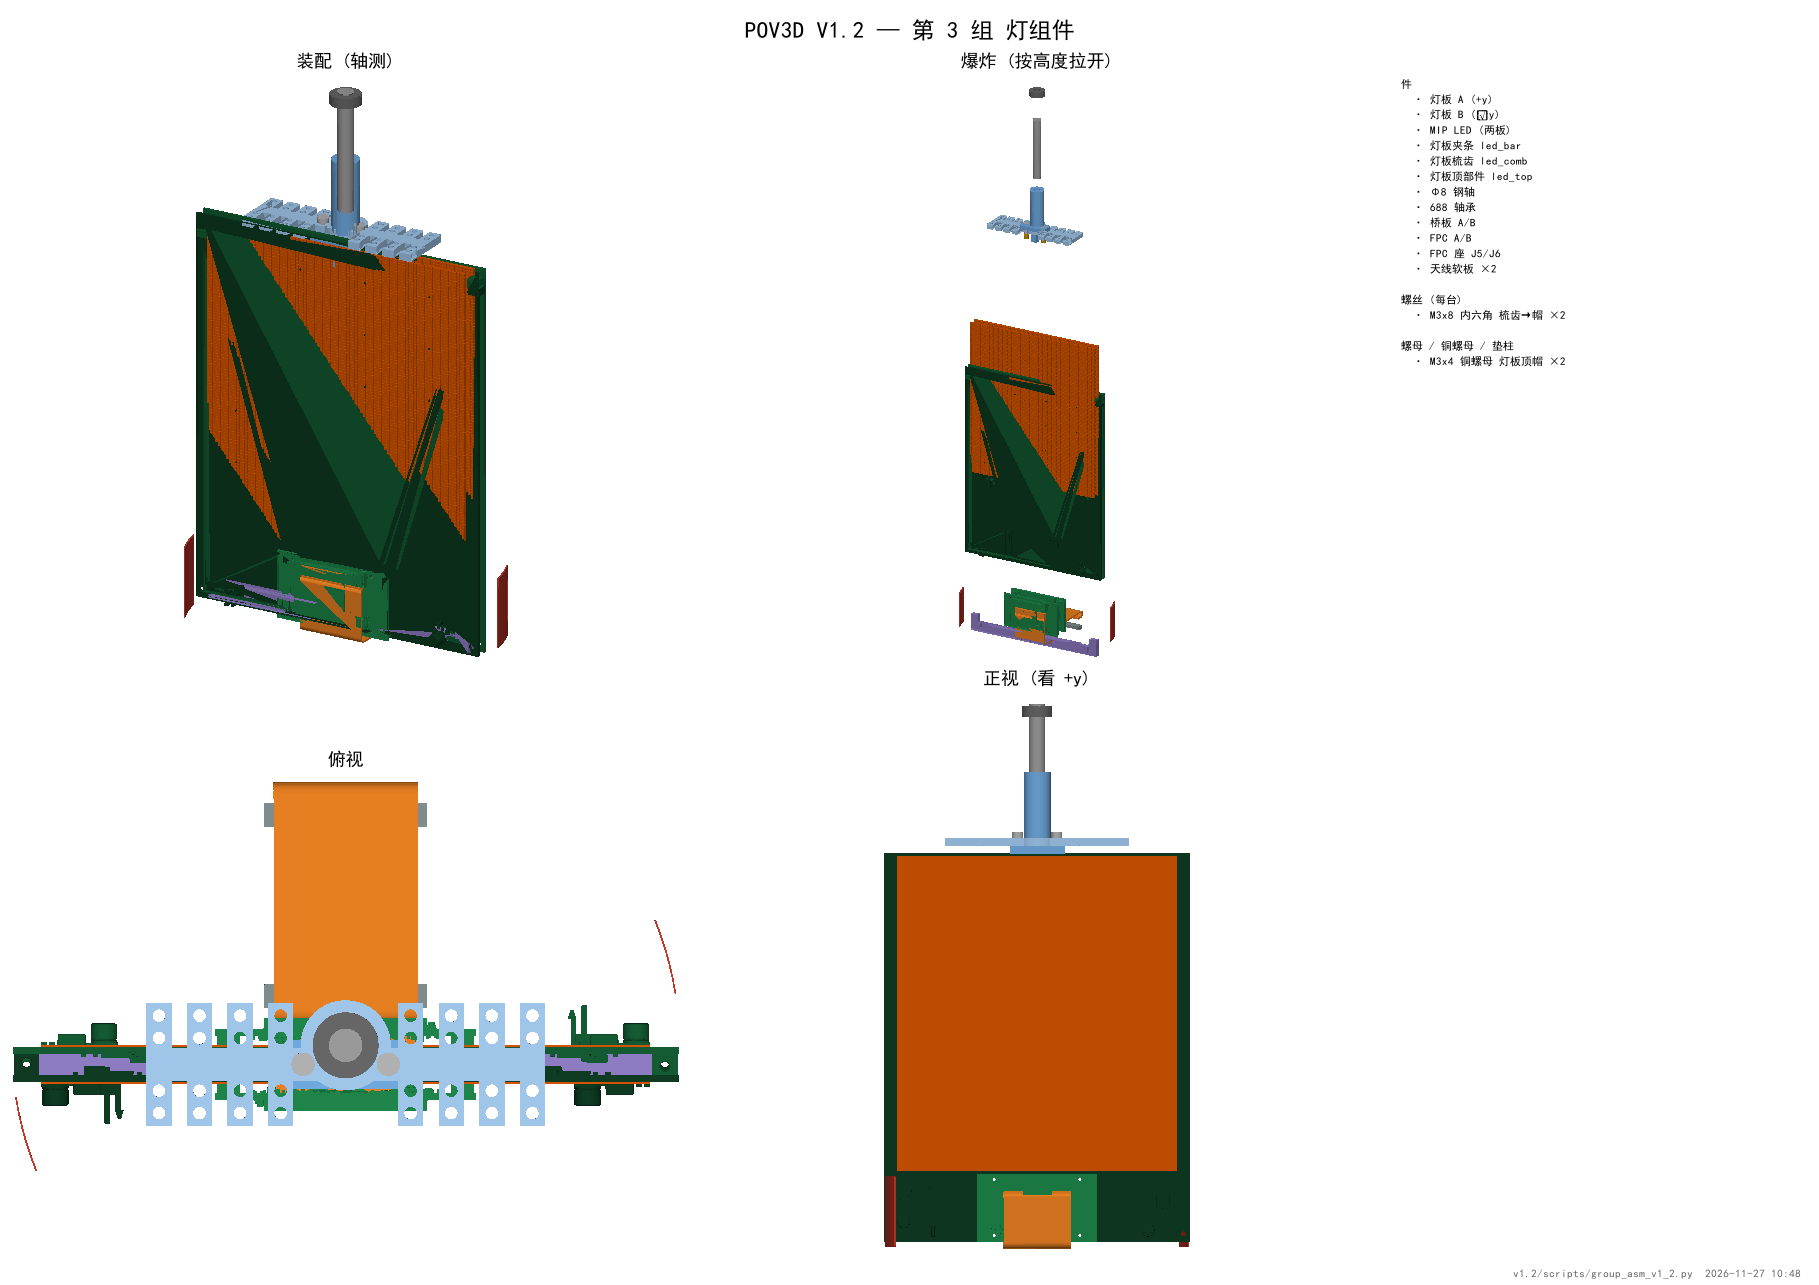 POV3D V1.2 — 第 3 组 灯组件
装配 (轴测)
爆炸 (按高度拉开)
件
· 灯板 A (+y)
· 灯板 B (☒y)
· MIP LED (两板)
· 灯板夹条 led_bar
· 灯板梳齿 led_comb
· 灯板顶部件 led_top
· Φ8 钢轴
· 688 轴承
· 桥板 A/B
· FPC A/B
· FPC 座 J5/J6
· 天线软板 ×2
螺丝 (每台)
· M3x8 内六角 梳齿→帽 ×2
螺母 / 铜螺母 / 垫柱
· M3x4 铜螺母 灯板顶帽 ×2
正视 (看 +y)
俯视
v1.2/scripts/group_asm_v1_2.py 2026-11-27 10:48